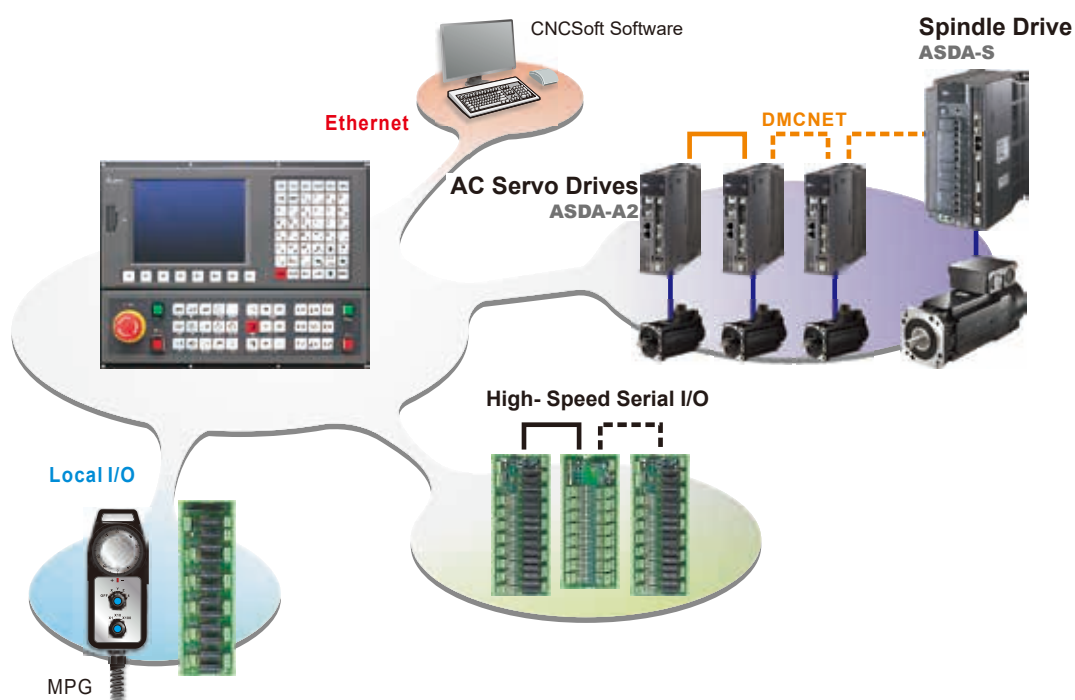 CNCSoft Software
Spindle Drive
ASDA-S
Ethernet
DMCNET
AC Servo Drives
ASDA-A2
High- Speed Serial I/O
Local I/O
MPG